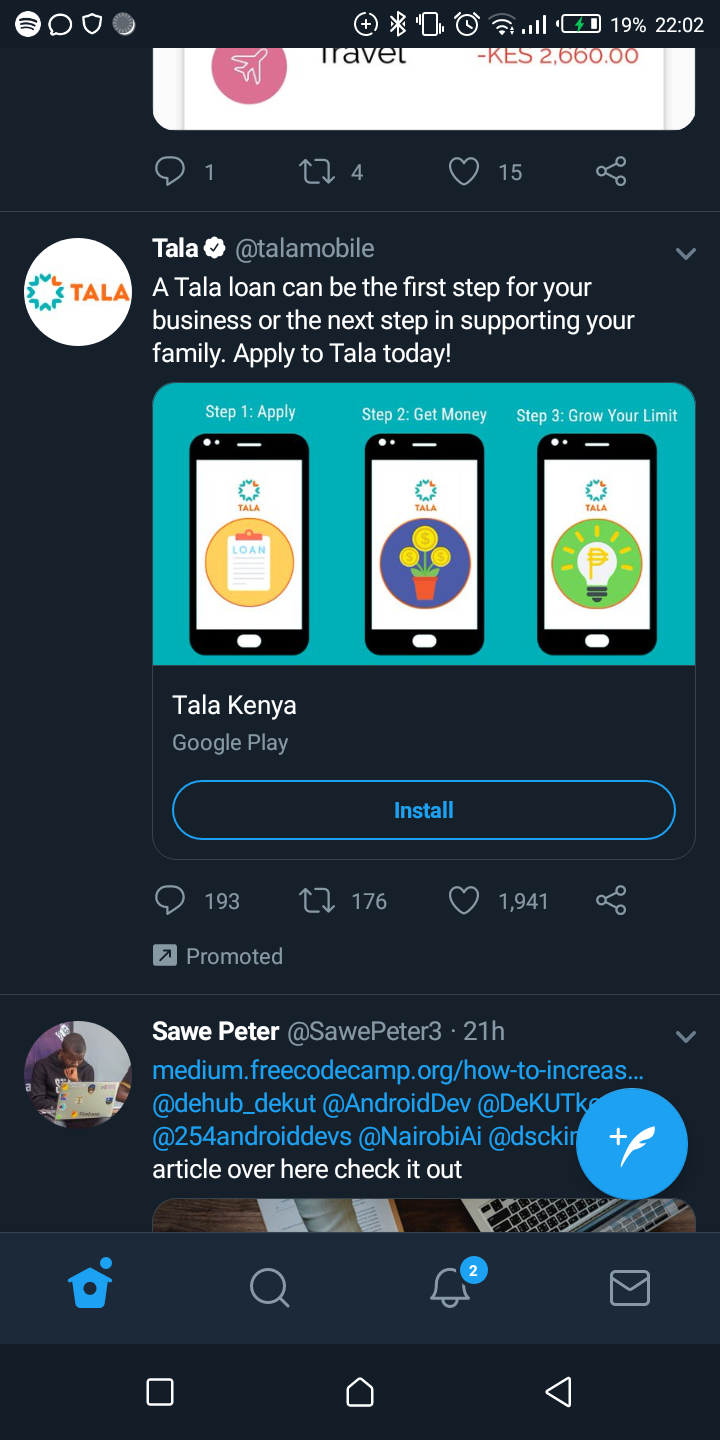 19% 22:02
Travel -KES 2,660.00
1 4 15
Tala @talamobile
TALA
A Tala loan can be the first step for your
business or the next step in supporting your
family. Apply to Tala today!
Step 1: Apply Step 2: Get Money Step 3: Grow Your Limit
TALA TALA TALA
LOAN
Tala Kenya
Google Play
Install
193 176 1,941
Promoted
Sawe Peter @SawePeter3 · 21h
medium.freecodecamp.org/how-to-increas...
@dehub_dekut @AndroidDev
@254androiddevs @NairobiAi
article over here check it out
2